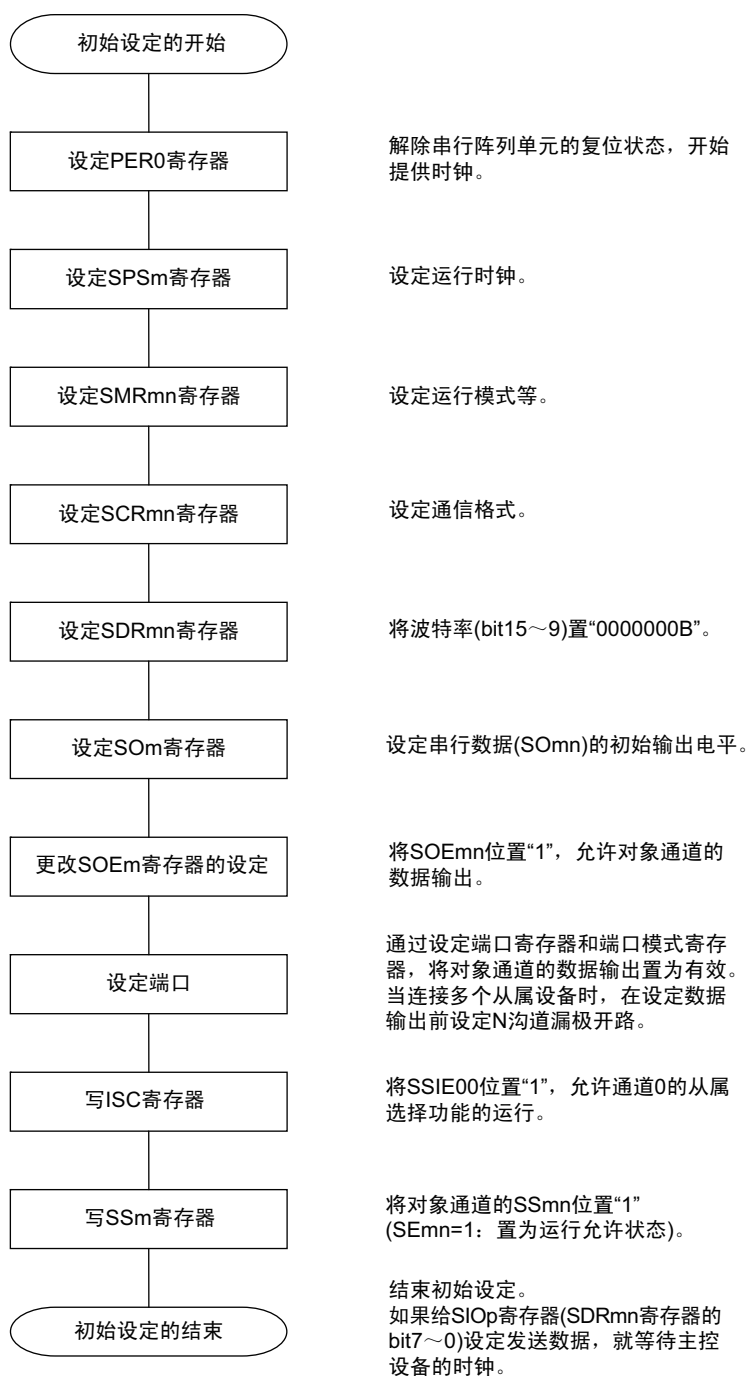 初始设定的开始
设定PER0寄存器
解除串行阵列单元的复位状态，开始
提供时钟。
设定SPSm寄存器
设定运行时钟。
设定SMRmn寄存器
设定运行模式等。
设定SCRmn寄存器
设定通信格式。
设定SDRmn寄存器
将波特率(bit15～9)置“0000000B”。
设定SOm寄存器
设定串行数据(SOmn)的初始输出电平。
更改SOEm寄存器的设定
将SOEmn位置“1”，允许对象通道的
数据输出。
设定端口
通过设定端口寄存器和端口模式寄存
器，将对象通道的数据输出置为有效。
当连接多个从属设备时，在设定数据
输出前设定N沟道漏极开路。
写ISC寄存器
将SSIE00位置“1”，允许通道0的从属
选择功能的运行。
写SSm寄存器
将对象通道的SSmn位置“1”
(SEmn=1：置为运行允许状态)。
初始设定的结束
结束初始设定。
如果给SIOp寄存器(SDRmn寄存器的
bit7～0)设定发送数据，就等待主控
设备的时钟。